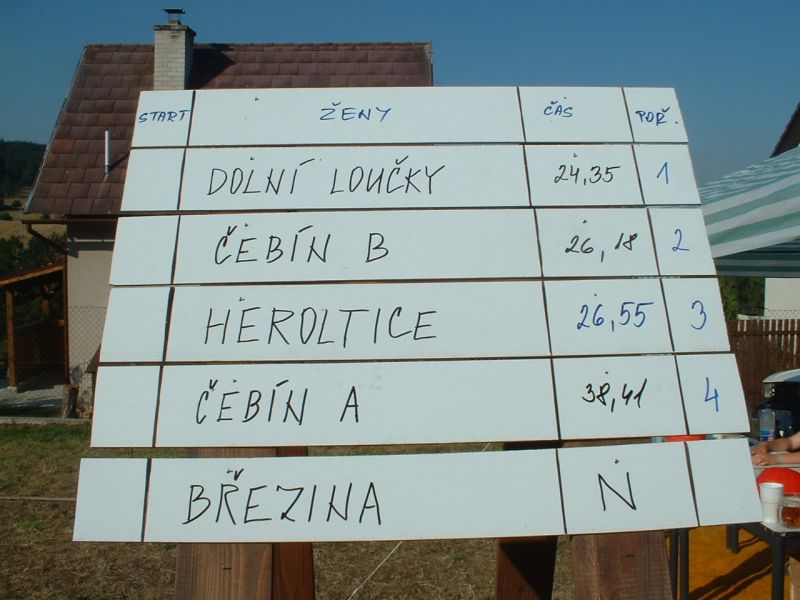 START ŽENY ČAS POŘ.
DOLNÍ LOUČKY 24,35 1
ČEBÍN B 26,18 2
HEROLTICE 26,55 3
ČEBÍN A 38,41 4
BŘEZINA N